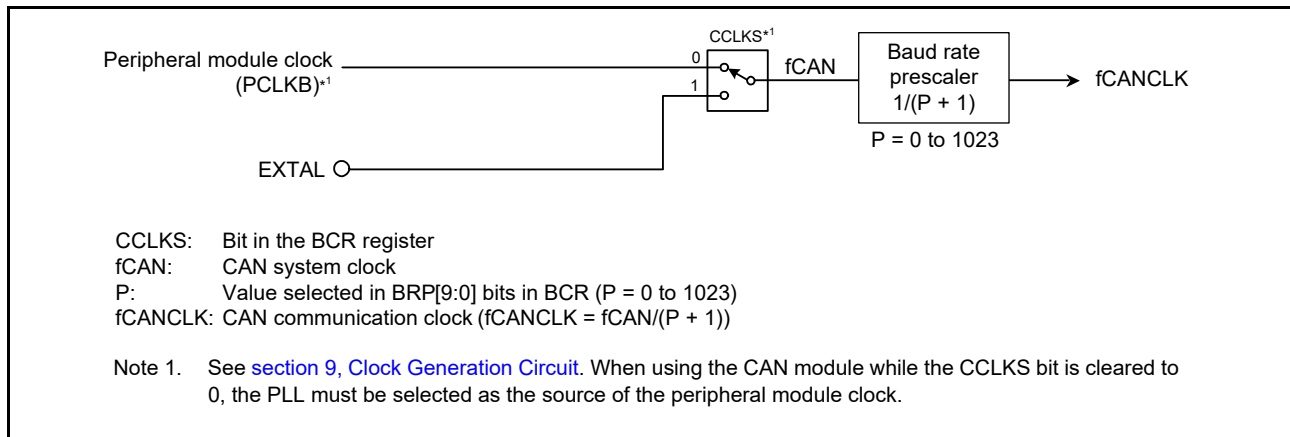 CCLKS*1
Peripheral module clock
(PCLKB)*1
0
1
fCAN
Baud rate
prescaler
1/(P + 1)
fCANCLK
P = 0 to 1023
EXTAL
CCLKS: Bit in the BCR register
fCAN: CAN system clock
P: Value selected in BRP[9:0] bits in BCR (P = 0 to 1023)
fCANCLK: CAN communication clock (fCANCLK = fCAN/(P + 1))
Note 1. See section 9, Clock Generation Circuit. When using the CAN module while the CCLKS bit is cleared to
0, the PLL must be selected as the source of the peripheral module clock.